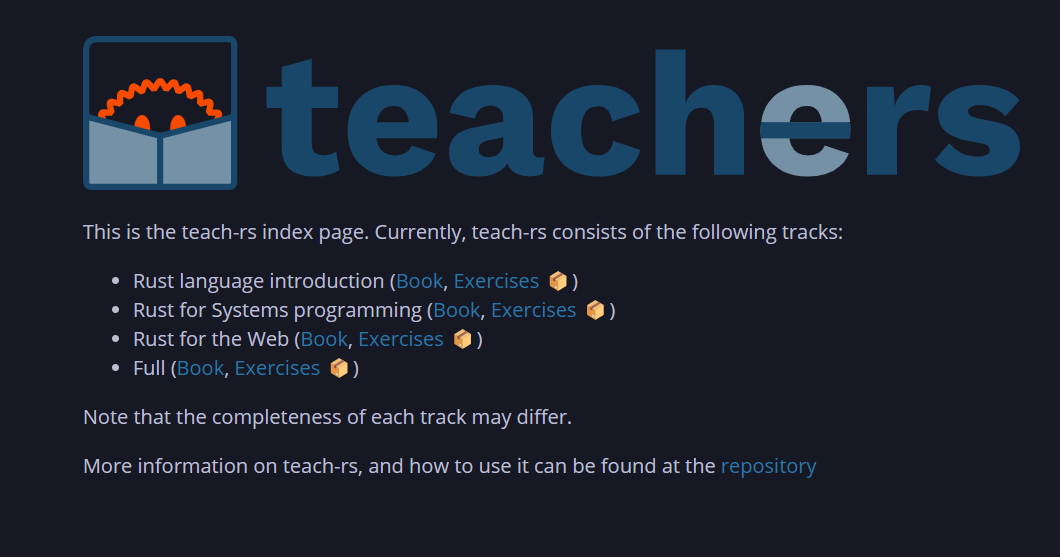 teachers
This is the teach-rs index page. Currently, teach-rs consists of the following tracks:
Rust language introduction (Book, Exercises 📦 )
Rust for Systems programming (Book, Exercises 📦 )
Rust for the Web (Book, Exercises 📦 )
Full (Book, Exercises 📦 )
Note that the completeness of each track may differ.
More information on teach-rs, and how to use it can be found at the repository